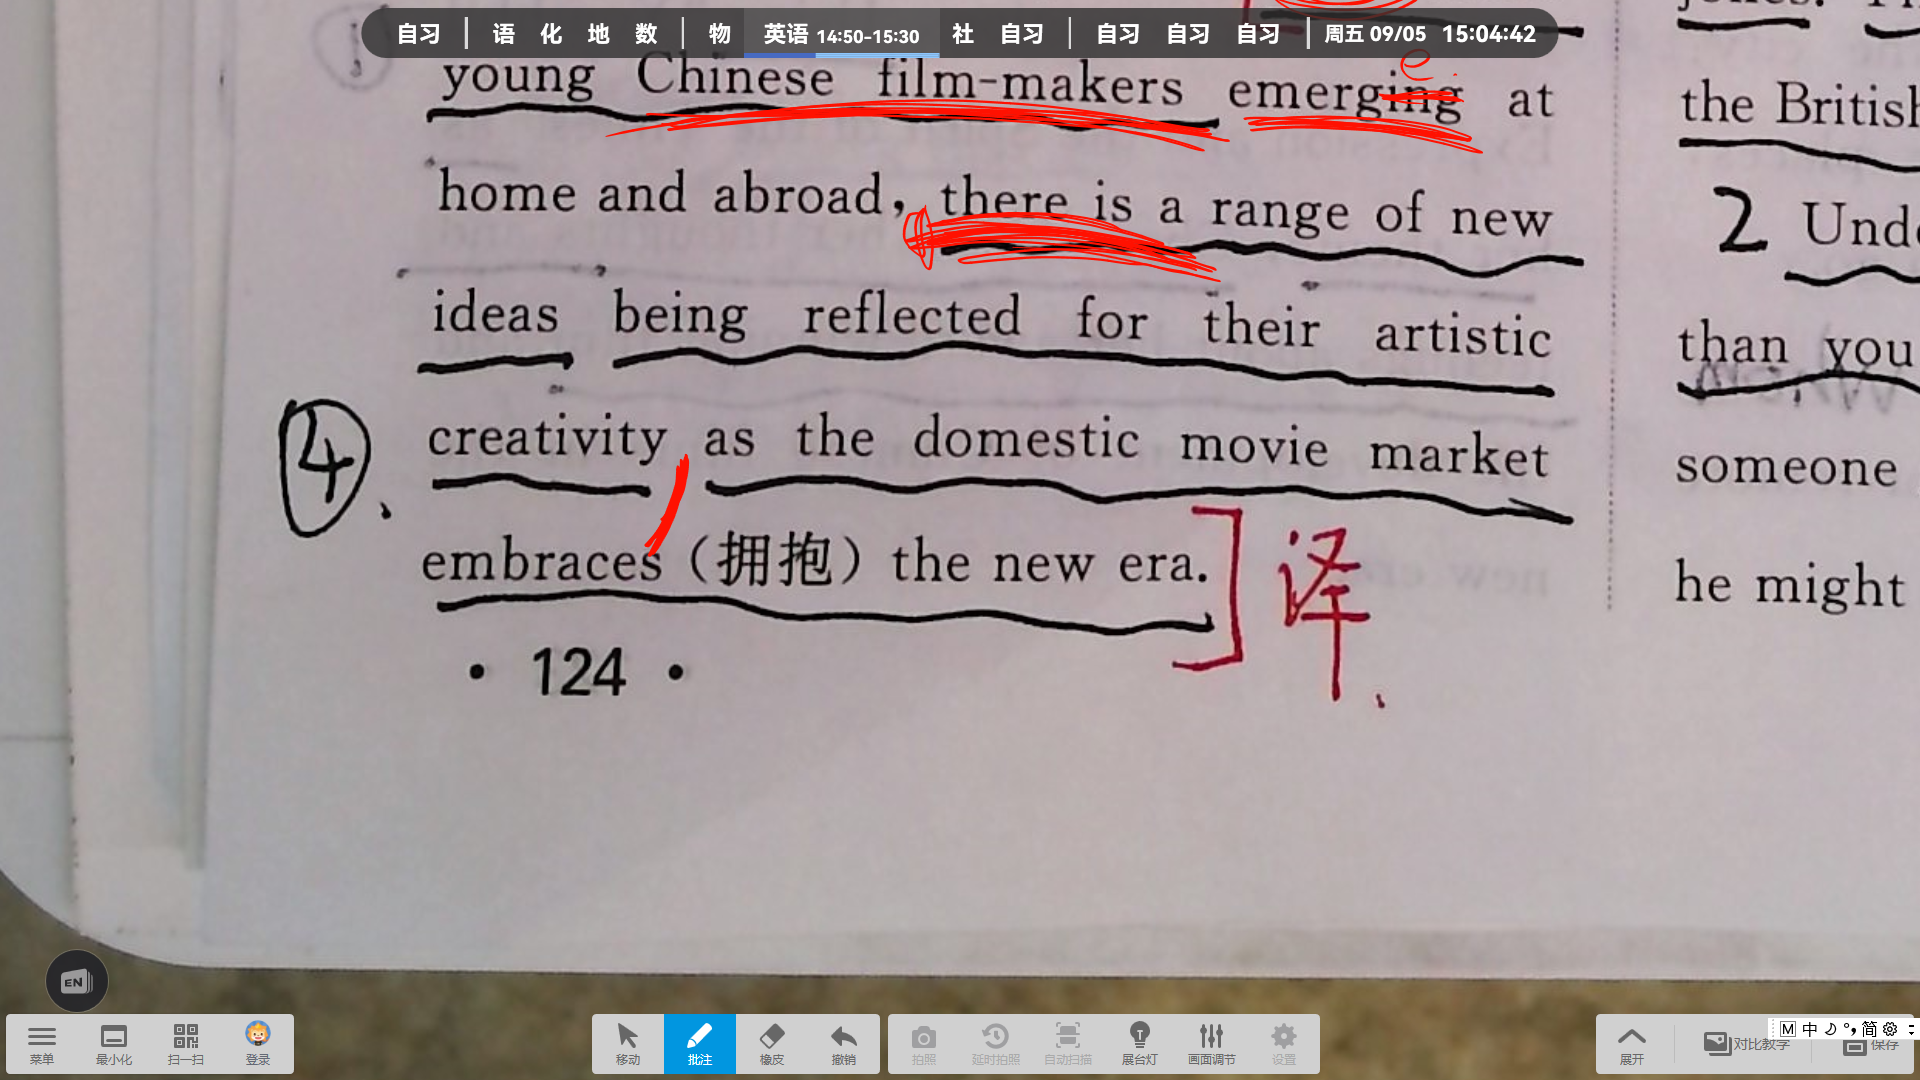 自习 | 语 化 地 数 | 物 英语 14:50-15:30 社 自习 | 自习 自习 自习 | 周五 09/05 15:04:42
e
young Chinese film-makers emerging at
home and abroad, there is a range of new
ideas being reflected for their artistic
creativity as the domestic movie market
④、
embraces（拥抱）the new era.
译、
• 124 •
the British
2 Und
than you
someone
he might
EN
菜单 最小化 扫一扫 登录
移动 批注 橡皮 撤销
拍照 延时拍照 自动扫描 展台灯 画面调节 设置
展开 对比教学 保存
M 中 简